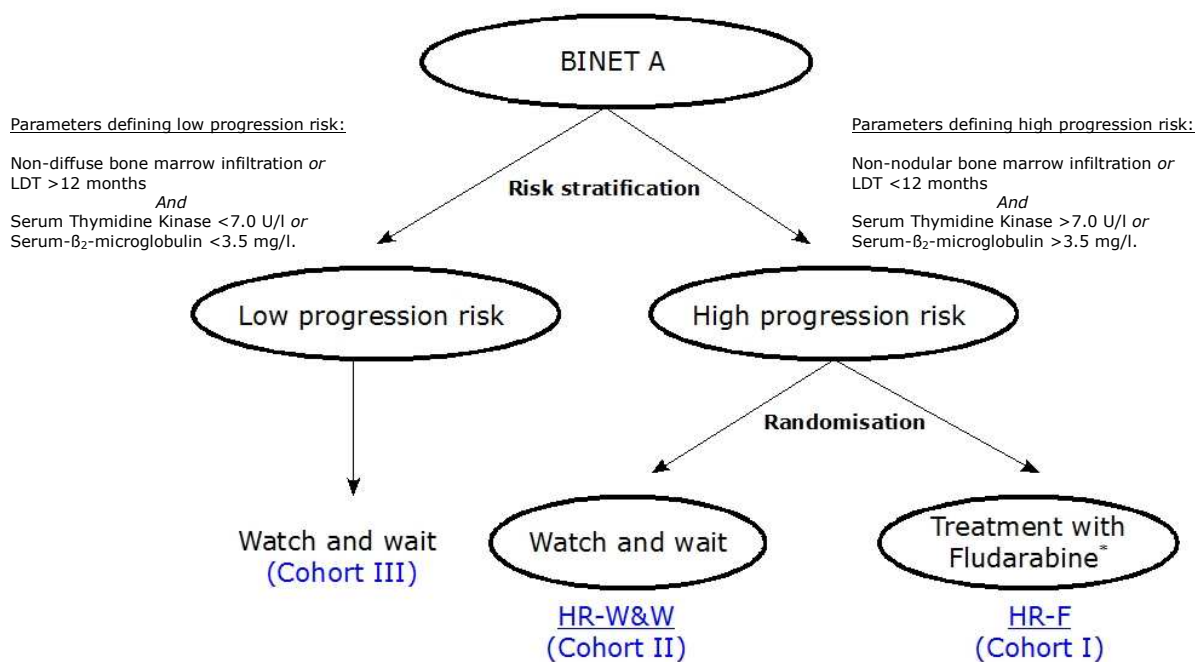 BINET A
Parameters defining low progression risk:
Non-diffuse bone marrow infiltration or
LDT >12 months
And
Serum Thymidine Kinase <7.0 U/l or
Serum-ß₂-microglobulin <3.5 mg/l.
Parameters defining high progression risk:
Non-nodular bone marrow infiltration or
LDT <12 months
And
Serum Thymidine Kinase >7.0 U/l or
Serum-ß₂-microglobulin >3.5 mg/l.
Risk stratification
Low progression risk
High progression risk
Randomisation
Watch and wait
(Cohort III)
Watch and wait
HR-W&W
(Cohort II)
Treatment with
Fludarabine*
HR-F
(Cohort I)